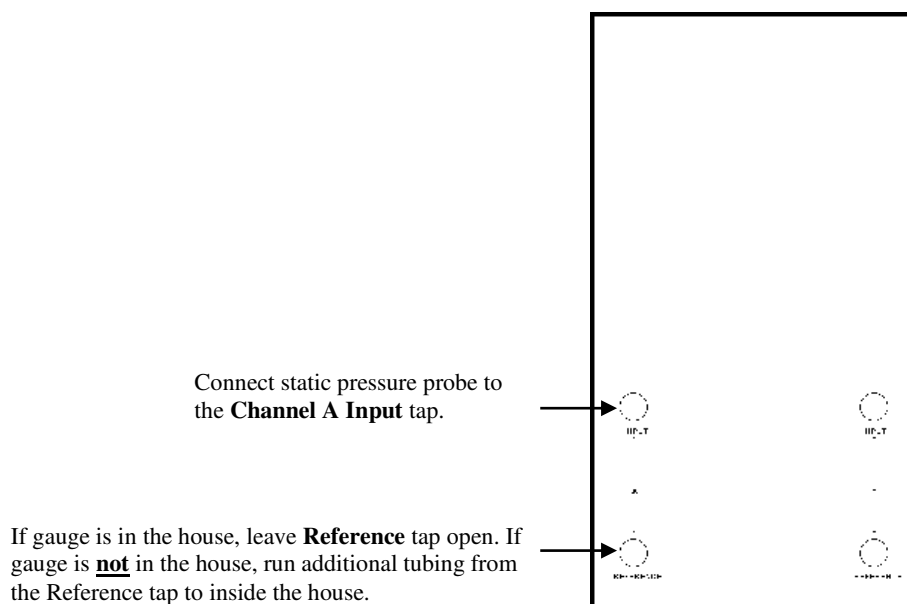 Connect static pressure probe to
the Channel A Input tap.
If gauge is in the house, leave Reference tap open. If
gauge is not in the house, run additional tubing from
the Reference tap to inside the house.